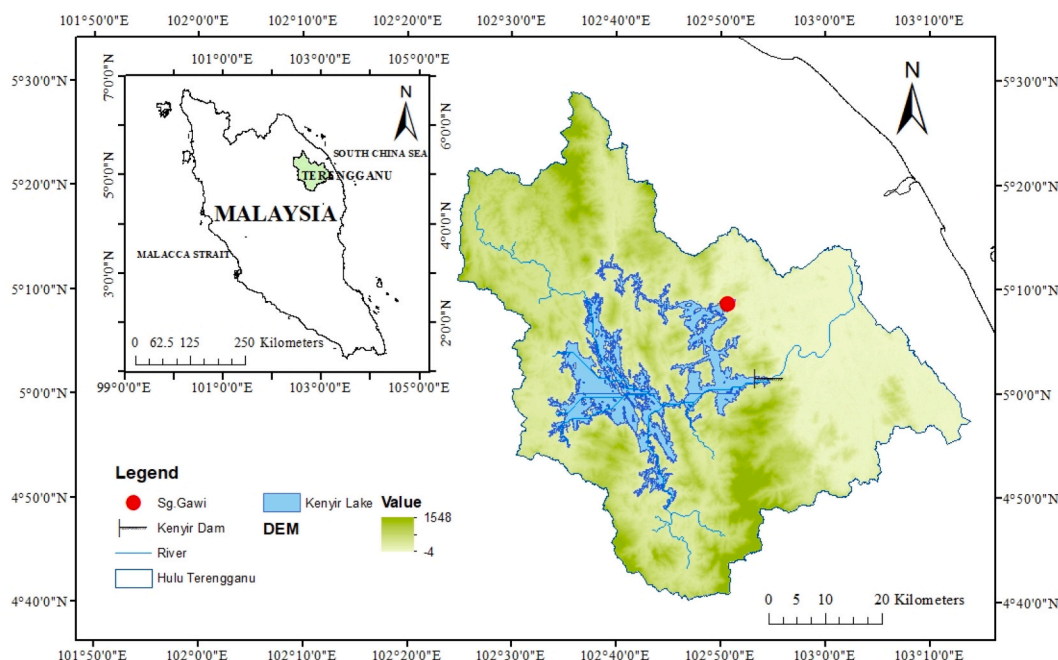 101°50'0"E 102°0'0"E 102°10'0"E 102°20'0"E 102°30'0"E 102°40'0"E 102°50'0"E 103°0'0"E 103°10'0"E
5°30'0"N
5°20'0"N
5°10'0"N
5°0'0"N
4°50'0"N
4°40'0"N
101°0'0"E 103°0'0"E 105°0'0"E
7°0'0"N
5°0'0"N
3°0'0"N
6°0'0"N
4°0'0"N
2°0'0"N
N
SOUTH CHINA SEA
TERENGGANU
MALAYSIA
MALACCA STRAIT
0 62.5 125 250 Kilometers
99°0'0"E 101°0'0"E 103°0'0"E 105°0'0"E
N
5°30'0"N
5°20'0"N
5°10'0"N
5°0'0"N
4°50'0"N
4°40'0"N
Legend
Sg.Gawi
Kenyir Dam
River
Hulu Terengganu
Kenyir Lake
DEM
Value
1548
-4
0 5 10 20 Kilometers
101°50'0"E 102°0'0"E 102°10'0"E 102°20'0"E 102°30'0"E 102°40'0"E 102°50'0"E 103°0'0"E 103°10'0"E